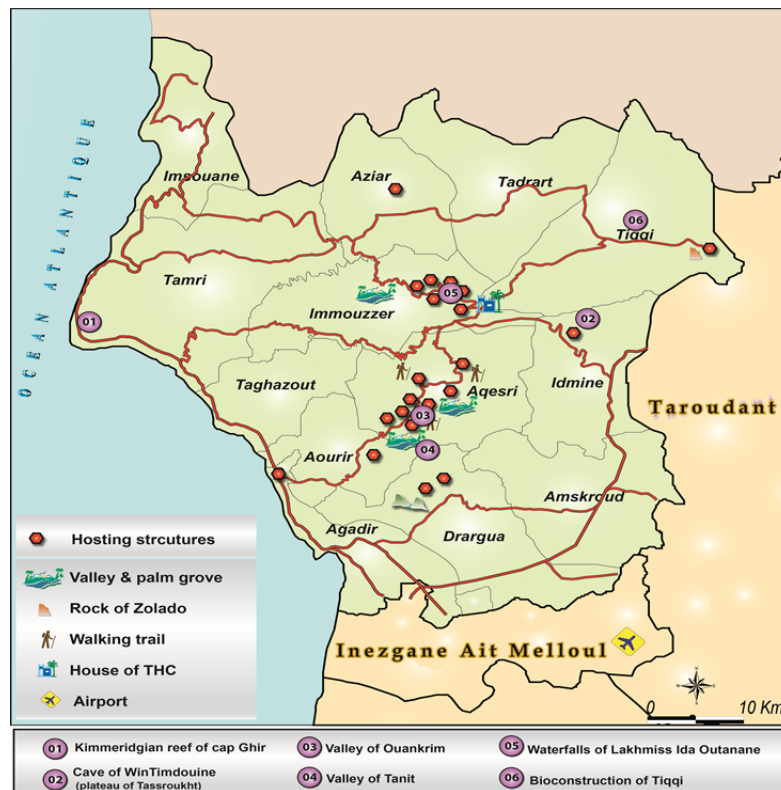 OCEAN ATLANTIQUE
Imsouane
Aziar
Tadrart
06
Tiqqi
Tamri
05
Immouzzer
01
02
Taghazout
Aqesri
Idmine
Taroudant
03
Aourir
04
Amskroud
Agadir
Drargua
Inezgane Ait Melloul
N
0 10 Km
Hosting strcutures
Valley & palm grove
Rock of Zolado
Walking trail
House of THC
Airport
01 Kimmeridgian reef of cap Ghir
02 Cave of WinTimdouine
(plateau of Tassroukht)
03 Valley of Ouankrim
04 Valley of Tanit
05 Waterfalls of Lakhmiss Ida Outanane
06 Bioconstruction of Tiqqi